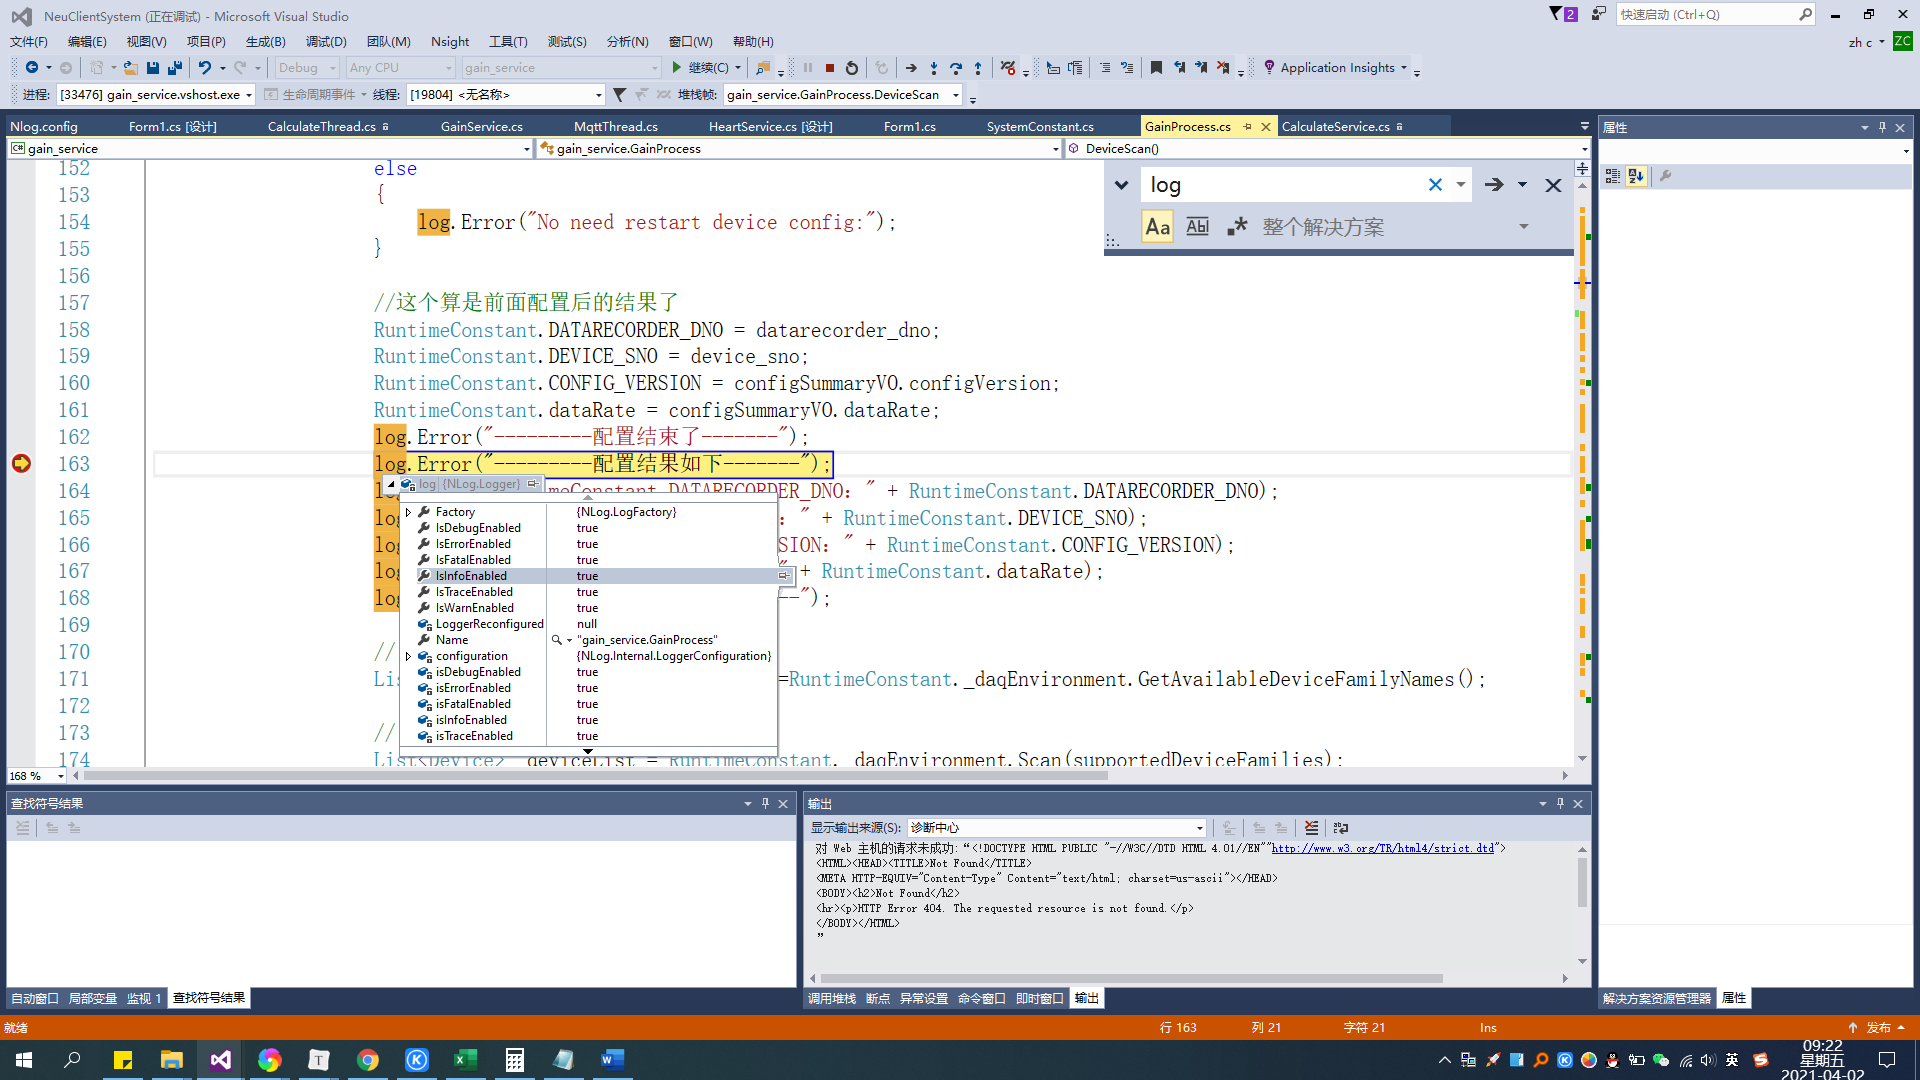 NeuClientSystem (正在调试) - Microsoft Visual Studio
2
快速启动 (Ctrl+Q)
文件(F) 编辑(E) 视图(V) 项目(P) 生成(B) 调试(D) 团队(M) Nsight 工具(T) 测试(S) 分析(N) 窗口(W) 帮助(H)
zh c ZC
Debug Any CPU gain_service 继续(C) Application Insights
进程: [33476] gain_service.vshost.exe 生命周期事件 线程: [19804] <无名称> 堆栈帧: gain_service.GainProcess.DeviceScan
Nlog.config Form1.cs [设计] CalculateThread.cs GainService.cs MqttThread.cs HeartService.cs [设计] Form1.cs SystemConstant.cs GainProcess.cs CalculateService.cs
属性
C# gain_service gain_service.GainProcess DeviceScan()
log
Aa Abl 整个解决方案
152 else
153 {
154 log.Error("No need restart device config:");
155 }
156
157 //这个算是前面配置后的结果了
158 RuntimeConstant.DATARECORDER_DNO = datarecorder_dno;
159 RuntimeConstant.DEVICE_SNO = device_sno;
160 RuntimeConstant.CONFIG_VERSION = configSummaryVO.configVersion;
161 RuntimeConstant.dataRate = configSummaryVO.dataRate;
162 log.Error("---------配置结束了-------");
163 log.Error("---------配置结果如下-------");
164 log meConstant.DATARECORDER_DNO: " + RuntimeConstant.DATARECORDER_DNO);
165 log : " + RuntimeConstant.DEVICE_SNO);
166 log SION: " + RuntimeConstant.CONFIG_VERSION);
167 log " + RuntimeConstant.dataRate);
168 log --");
169
170 //
171 Lis =RuntimeConstant._daqEnvironment.GetAvailableDeviceFamilyNames();
172
173 //
174 List<Device> deviceList = RuntimeConstant._daqEnvironment.Scan(supportedDeviceFamilies);
log {NLog.Logger}
Factory {NLog.LogFactory}
IsDebugEnabled true
IsErrorEnabled true
IsFatalEnabled true
IsInfoEnabled true
IsTraceEnabled true
IsWarnEnabled true
LoggerReconfigured null
Name "gain_service.GainProcess"
configuration {NLog.Internal.LoggerConfiguration}
isDebugEnabled true
isErrorEnabled true
isFatalEnabled true
isInfoEnabled true
isTraceEnabled true
168 %
查找符号结果
输出
显示输出来源(S): 诊断中心
对 Web 主机的请求未成功: “<!DOCTYPE HTML PUBLIC "-//W3C//DTD HTML 4.01//EN""http://www.w3.org/TR/html4/strict.dtd">
<HTML><HEAD><TITLE>Not Found</TITLE>
<META HTTP-EQUIV="Content-Type" Content="text/html; charset=us-ascii"></HEAD>
<BODY><h2>Not Found</h2>
<hr><p>HTTP Error 404. The requested resource is not found.</p>
</BODY></HTML>
”
自动窗口 局部变量 监视 1 查找符号结果
调用堆栈 断点 异常设置 命令窗口 即时窗口 输出
解决方案资源管理器 属性
就绪 行 163 列 21 字符 21 Ins 发布
英
09:22
星期五
2021-04-02